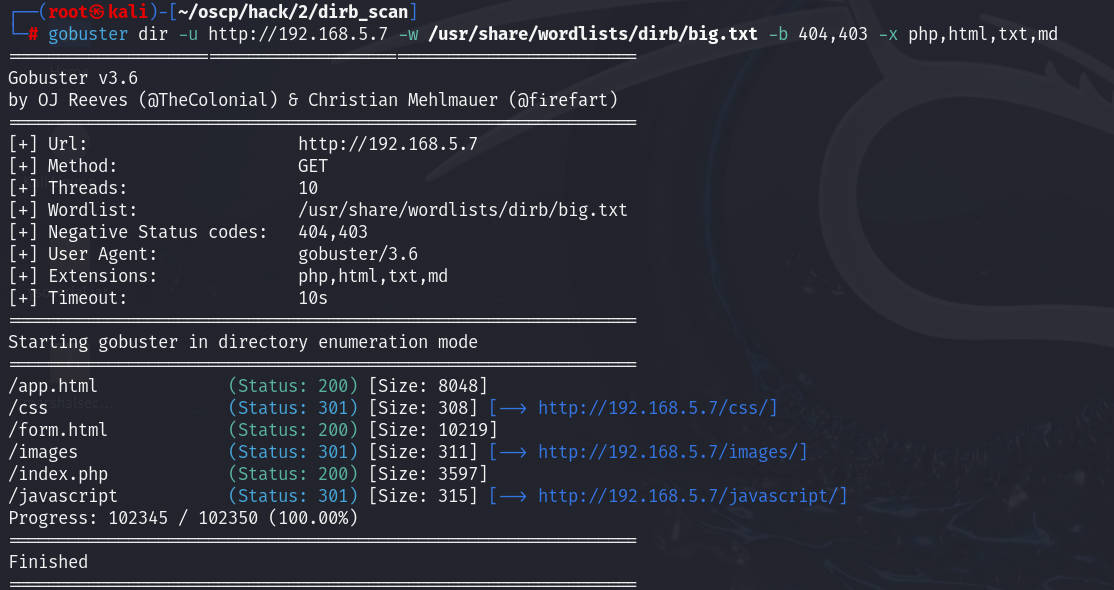 ┌──(root㉿kali)-[~/oscp/hack/2/dirb_scan]
└─# gobuster dir -u http://192.168.5.7 -w /usr/share/wordlists/dirb/big.txt -b 404,403 -x php,html,txt,md
===============================================================
Gobuster v3.6
by OJ Reeves (@TheColonial) & Christian Mehlmauer (@firefart)
===============================================================
[+] Url:                     http://192.168.5.7
[+] Method:                  GET
[+] Threads:                 10
[+] Wordlist:                /usr/share/wordlists/dirb/big.txt
[+] Negative Status codes:   404,403
[+] User Agent:              gobuster/3.6
[+] Extensions:              php,html,txt,md
[+] Timeout:                 10s
===============================================================
Starting gobuster in directory enumeration mode
===============================================================
/app.html             (Status: 200) [Size: 8048]
/css                  (Status: 301) [Size: 308] [--> http://192.168.5.7/css/]
/form.html            (Status: 200) [Size: 10219]
/images               (Status: 301) [Size: 311] [--> http://192.168.5.7/images/]
/index.php            (Status: 200) [Size: 3597]
/javascript           (Status: 301) [Size: 315] [--> http://192.168.5.7/javascript/]
Progress: 102345 / 102350 (100.00%)
===============================================================
Finished
===============================================================